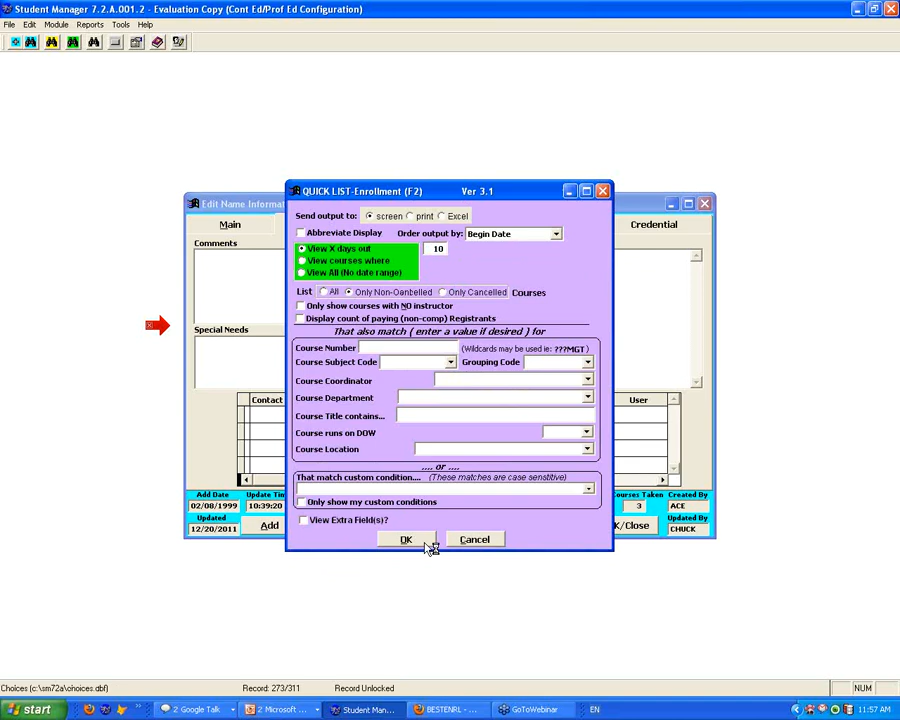 Student Manager 7.2.A.001.2 - Evaluation Copy (Cont Ed/Prof Ed Configuration)
File Edit Module Reports Tools Help
Edit Name Informat
QUICK LIST-Enrollment (F2) Ver 3.1
Main
Credential
Comments
Special Needs
Contact
User
Send output to: screen print Excel
Abbreviate Display Order output by: Begin Date
View X days out 10
View courses where
View All (No date range)
List All Only Non-Cancelled Only Cancelled Courses
Only show courses with NO instructor
Display count of paying (non-comp) Registrants
That also match ( enter a value if desired ) for
Course Number (Wildcards may be used ie: ???MGT )
Course Subject Code Grouping Code
Course Coordinator
Course Department
Course Title contains...
Course runs on DOW
Course Location
.... or ....
That match custom condition.... (These matches are case sensitive)
Only show my custom conditions
View Extra Field(s)?
OK Cancel
Add Date Update Tim
02/08/1999 10:39:20
Updated
12/20/2011 Add
Courses Taken Created By
3 ACE
Updated By
K/Close CHUCK
Choices (c:\sm72a\choices.dbf) Record: 273/311 Record Unlocked NUM
start 2 Google Talk 2 Microsoft ... Student Man... BESTENRL - ... GoToWebinar EN 11:57 AM